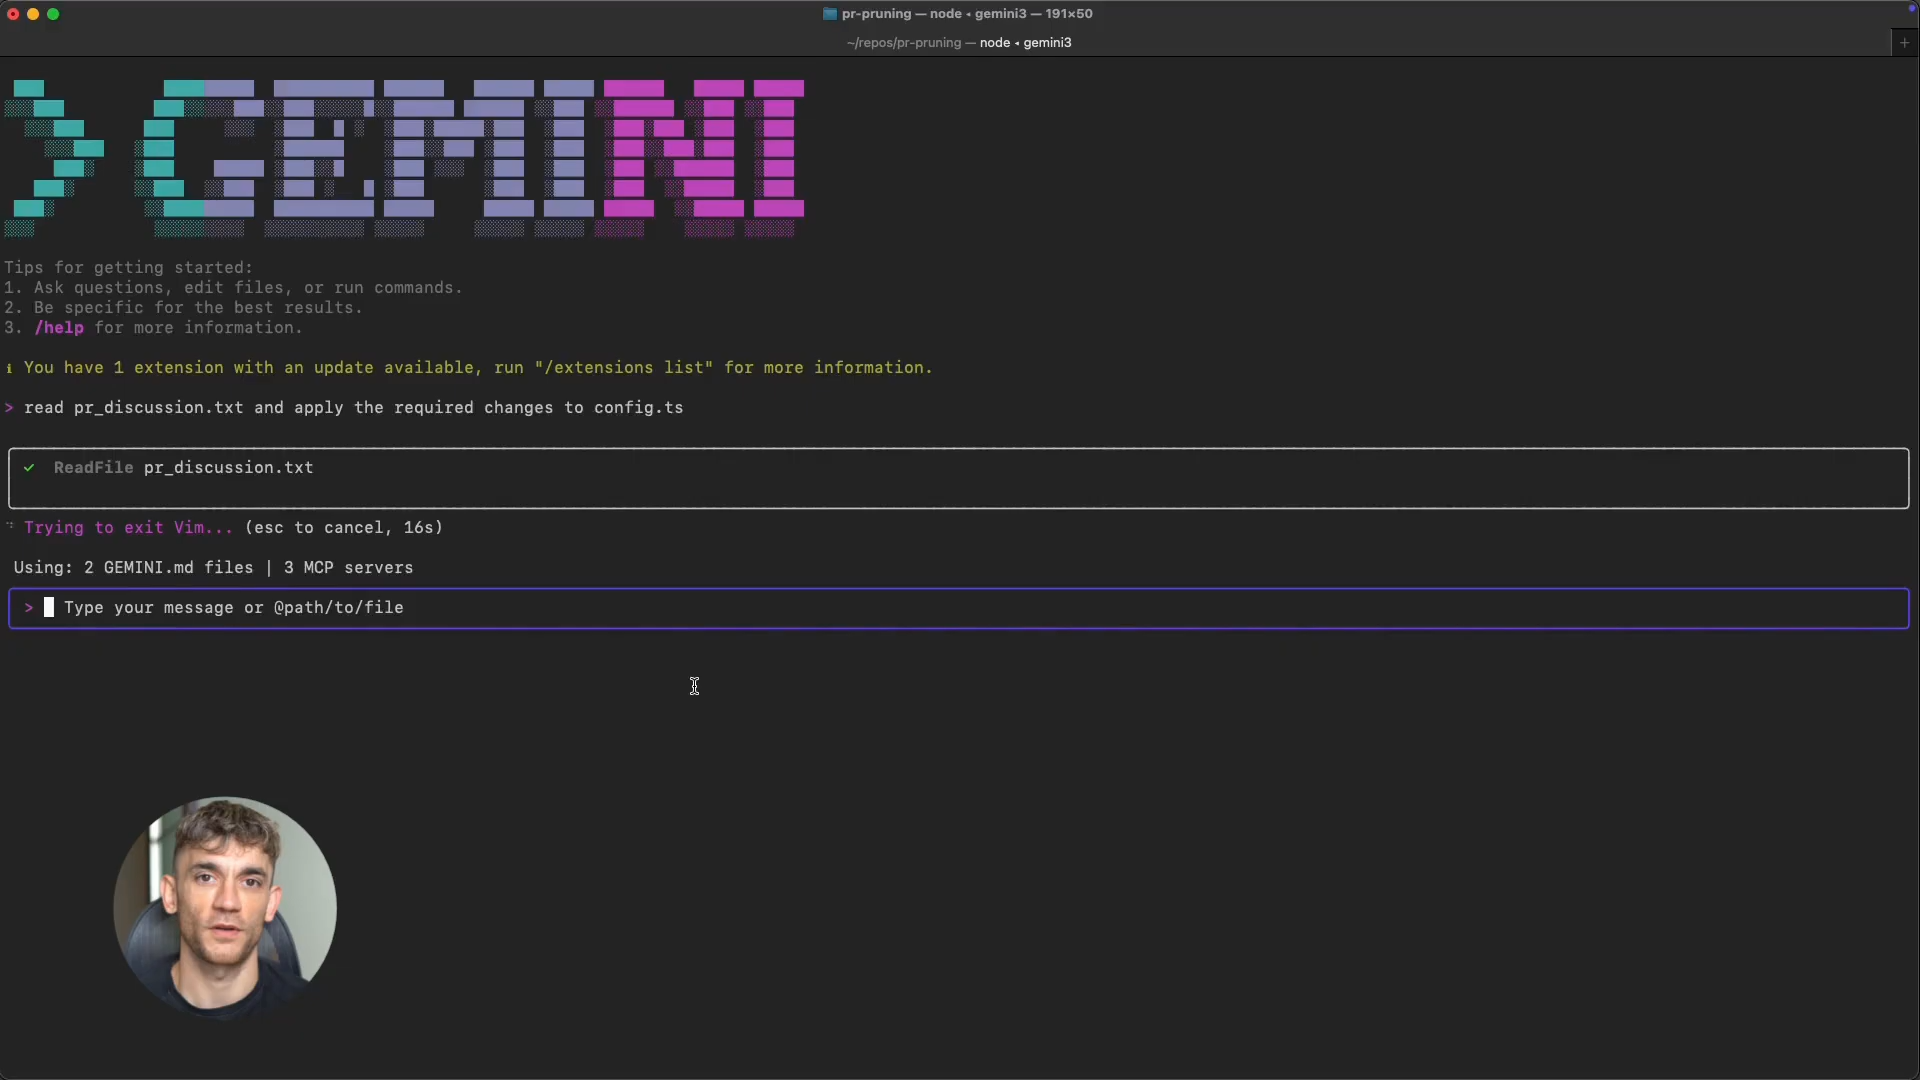 pr-pruning — node ◂ gemini3 — 191×50
~/repos/pr-pruning — node ◂ gemini3
> GEMINI
Tips for getting started:
1. Ask questions, edit files, or run commands.
2. Be specific for the best results.
3. /help for more information.
ℹ You have 1 extension with an update available, run "/extensions list" for more information.
> read pr_discussion.txt and apply the required changes to config.ts
✓ ReadFile pr_discussion.txt
Trying to exit Vim... (esc to cancel, 16s)
Using: 2 GEMINI.md files | 3 MCP servers
> Type your message or @path/to/file